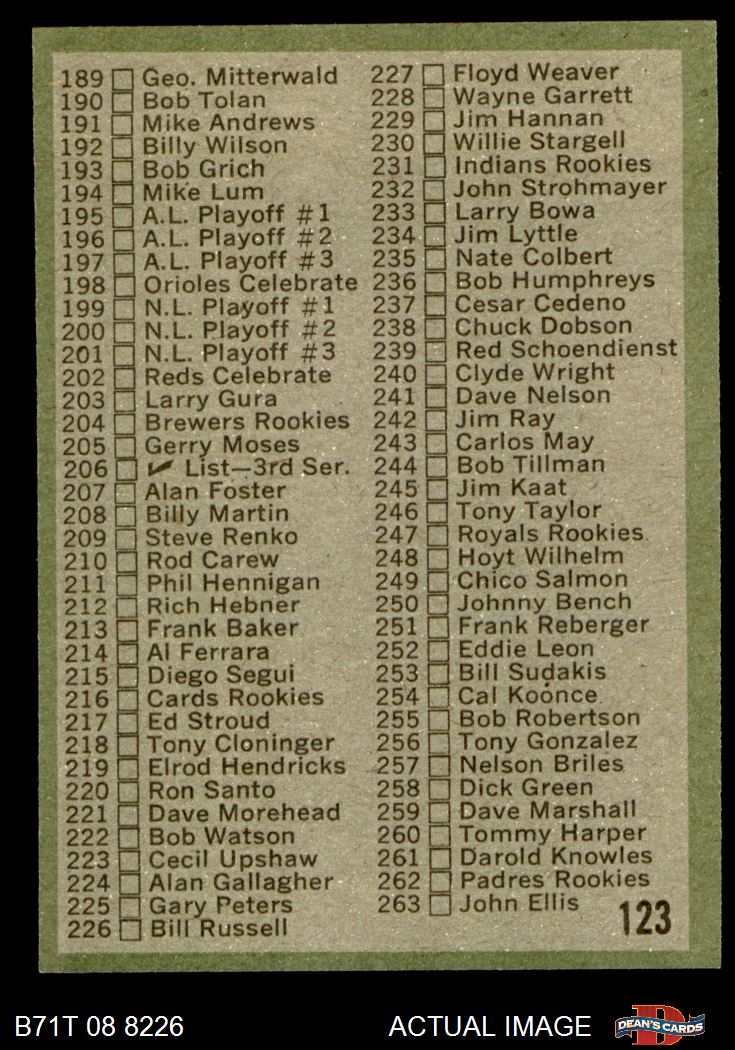 189 Geo. Mitterwald
190 Bob Tolan
191 Mike Andrews
192 Billy Wilson
193 Bob Grich
194 Mike Lum
195 A.L. Playoff #1
196 A.L. Playoff #2
197 A.L. Playoff #3
198 Orioles Celebrate
199 N.L. Playoff #1
200 N.L. Playoff #2
201 N.L. Playoff #3
202 Reds Celebrate
203 Larry Gura
204 Brewers Rookies
205 Gerry Moses
206 ✔ List—3rd Ser.
207 Alan Foster
208 Billy Martin
209 Steve Renko
210 Rod Carew
211 Phil Hennigan
212 Rich Hebner
213 Frank Baker
214 Al Ferrara
215 Diego Segui
216 Cards Rookies
217 Ed Stroud
218 Tony Cloninger
219 Elrod Hendricks
220 Ron Santo
221 Dave Morehead
222 Bob Watson
223 Cecil Upshaw
224 Alan Gallagher
225 Gary Peters
226 Bill Russell
227 Floyd Weaver
228 Wayne Garrett
229 Jim Hannan
230 Willie Stargell
231 Indians Rookies
232 John Strohmayer
233 Larry Bowa
234 Jim Lyttle
235 Nate Colbert
236 Bob Humphreys
237 Cesar Cedeno
238 Chuck Dobson
239 Red Schoendienst
240 Clyde Wright
241 Dave Nelson
242 Jim Ray
243 Carlos May
244 Bob Tillman
245 Jim Kaat
246 Tony Taylor
247 Royals Rookies
248 Hoyt Wilhelm
249 Chico Salmon
250 Johnny Bench
251 Frank Reberger
252 Eddie Leon
253 Bill Sudakis
254 Cal Koonce
255 Bob Robertson
256 Tony Gonzalez
257 Nelson Briles
258 Dick Green
259 Dave Marshall
260 Tommy Harper
261 Darold Knowles
262 Padres Rookies
263 John Ellis
123
B71T 08 8226
ACTUAL IMAGE
DEAN'S CARDS